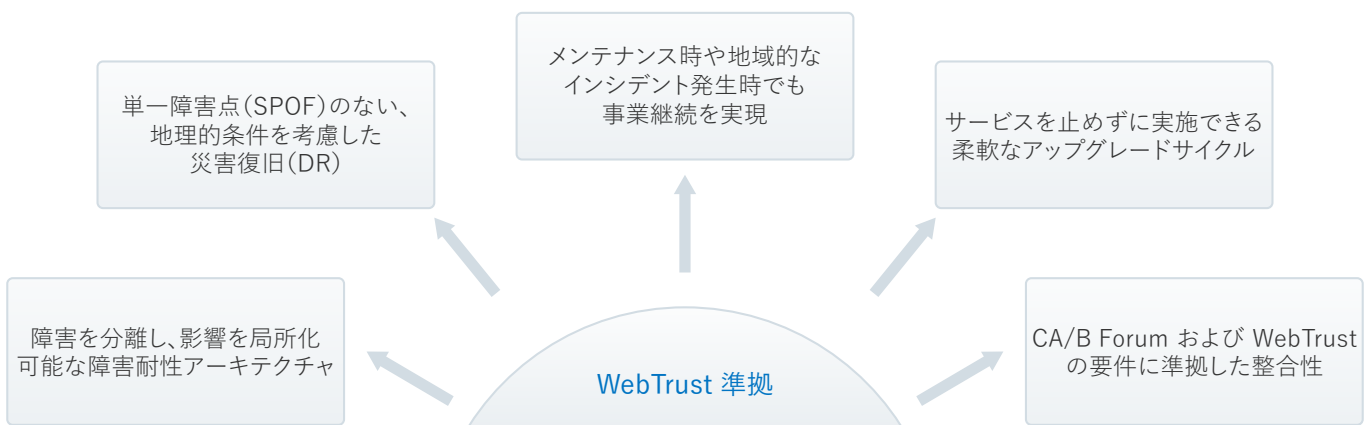 メンテナンス時や地域的な
インシデント発生時でも
事業継続を実現
単一障害点(SPOF)のない、
地理的条件を考慮した
災害復旧(DR)
サービスを止めずに実施できる
柔軟なアップグレードサイクル
障害を分離し、影響を局所化
可能な障害耐性アーキテクチャ
CA/B Forum および WebTrust
の要件に準拠した整合性
WebTrust 準拠